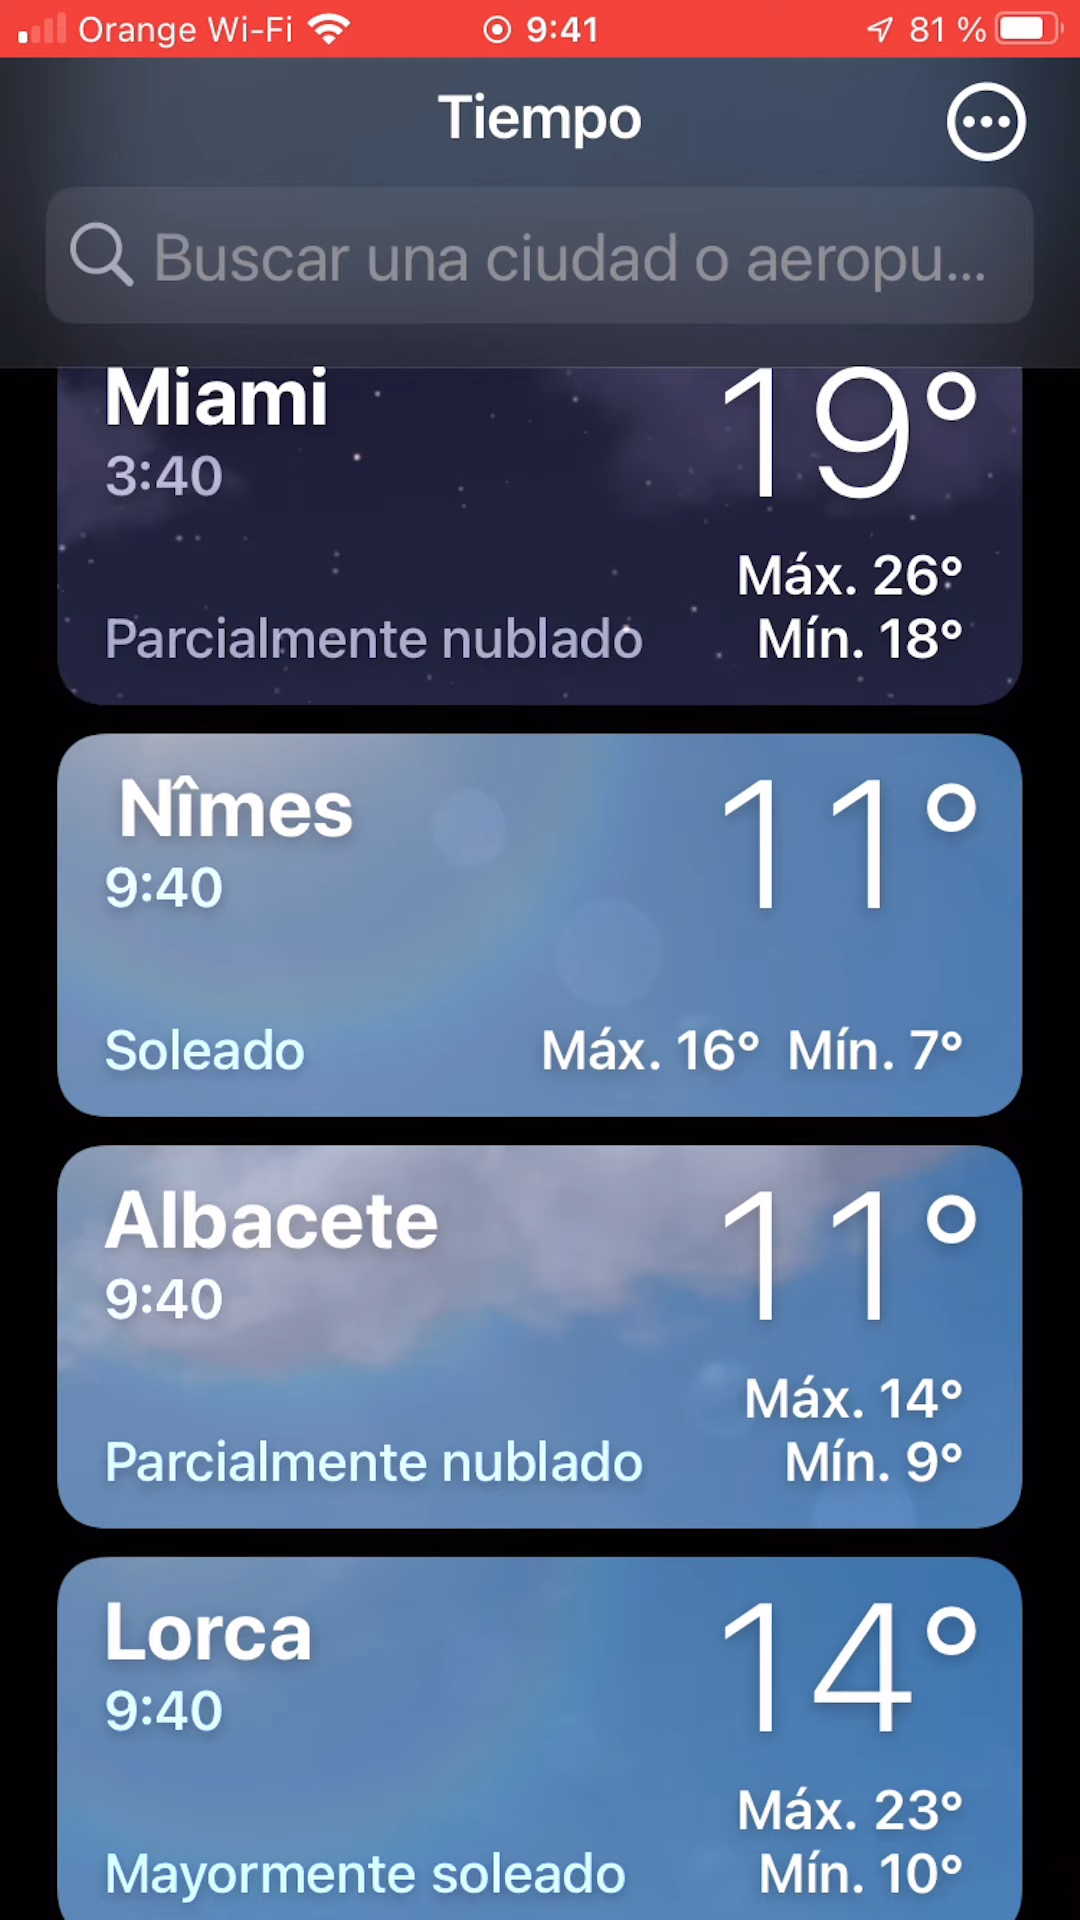 Orange Wi-Fi 9:41 81 %
Tiempo
Buscar una ciudad o aeropu...
Miami 19°
3:40
Máx. 26°
Parcialmente nublado Mín. 18°
Nîmes 11°
9:40
Soleado Máx. 16° Mín. 7°
Albacete 11°
9:40
Máx. 14°
Parcialmente nublado Mín. 9°
Lorca 14°
9:40
Máx. 23°
Mayormente soleado Mín. 10°